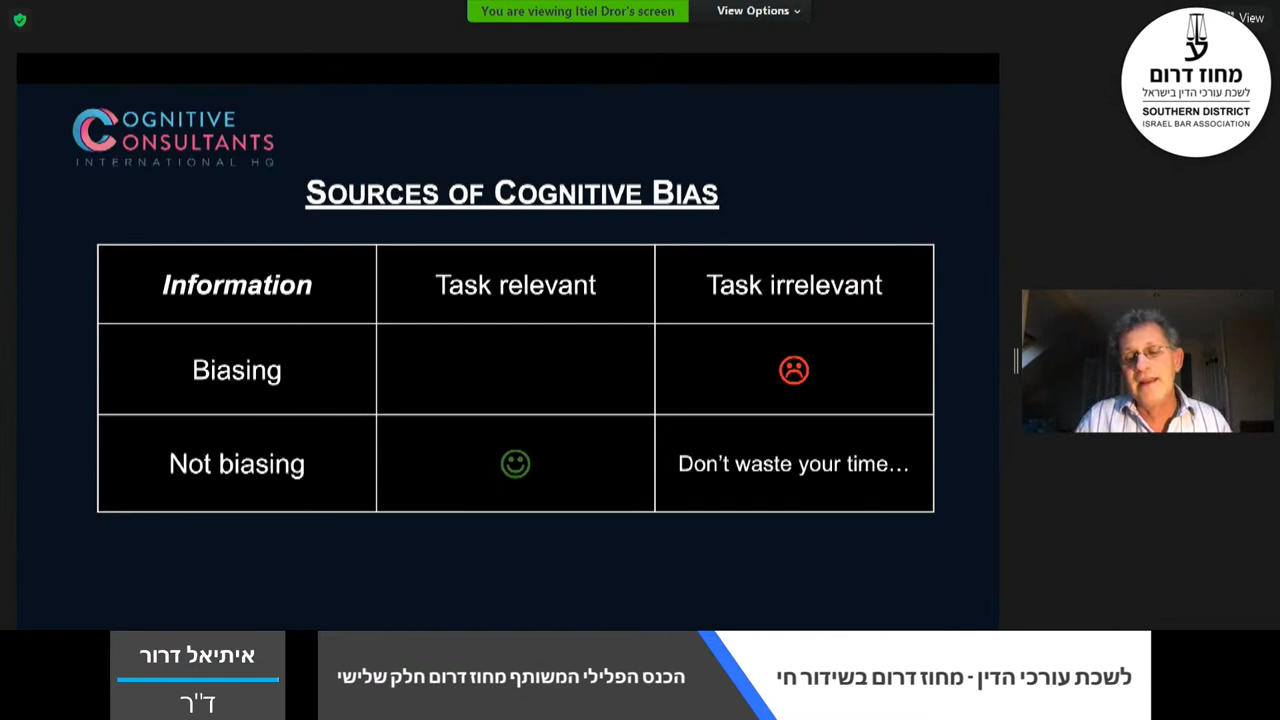 You are viewing Itiel Dror's screen
View Options
View
מחוז דרום
לשכת עורכי הדין בישראל
SOUTHERN DISTRICT
ISRAEL BAR ASSOCIATION
COGNITIVE
CONSULTANTS
INTERNATIONAL HQ
SOURCES OF COGNITIVE BIAS
Information
Task relevant
Task irrelevant
Biasing
Not biasing
Don't waste your time...
איתיאל דרור
ד"ר
הכנס הפלילי המשותף מחוז דרום חלק שלישי
לשכת עורכי הדין - מחוז דרום בשידור חי